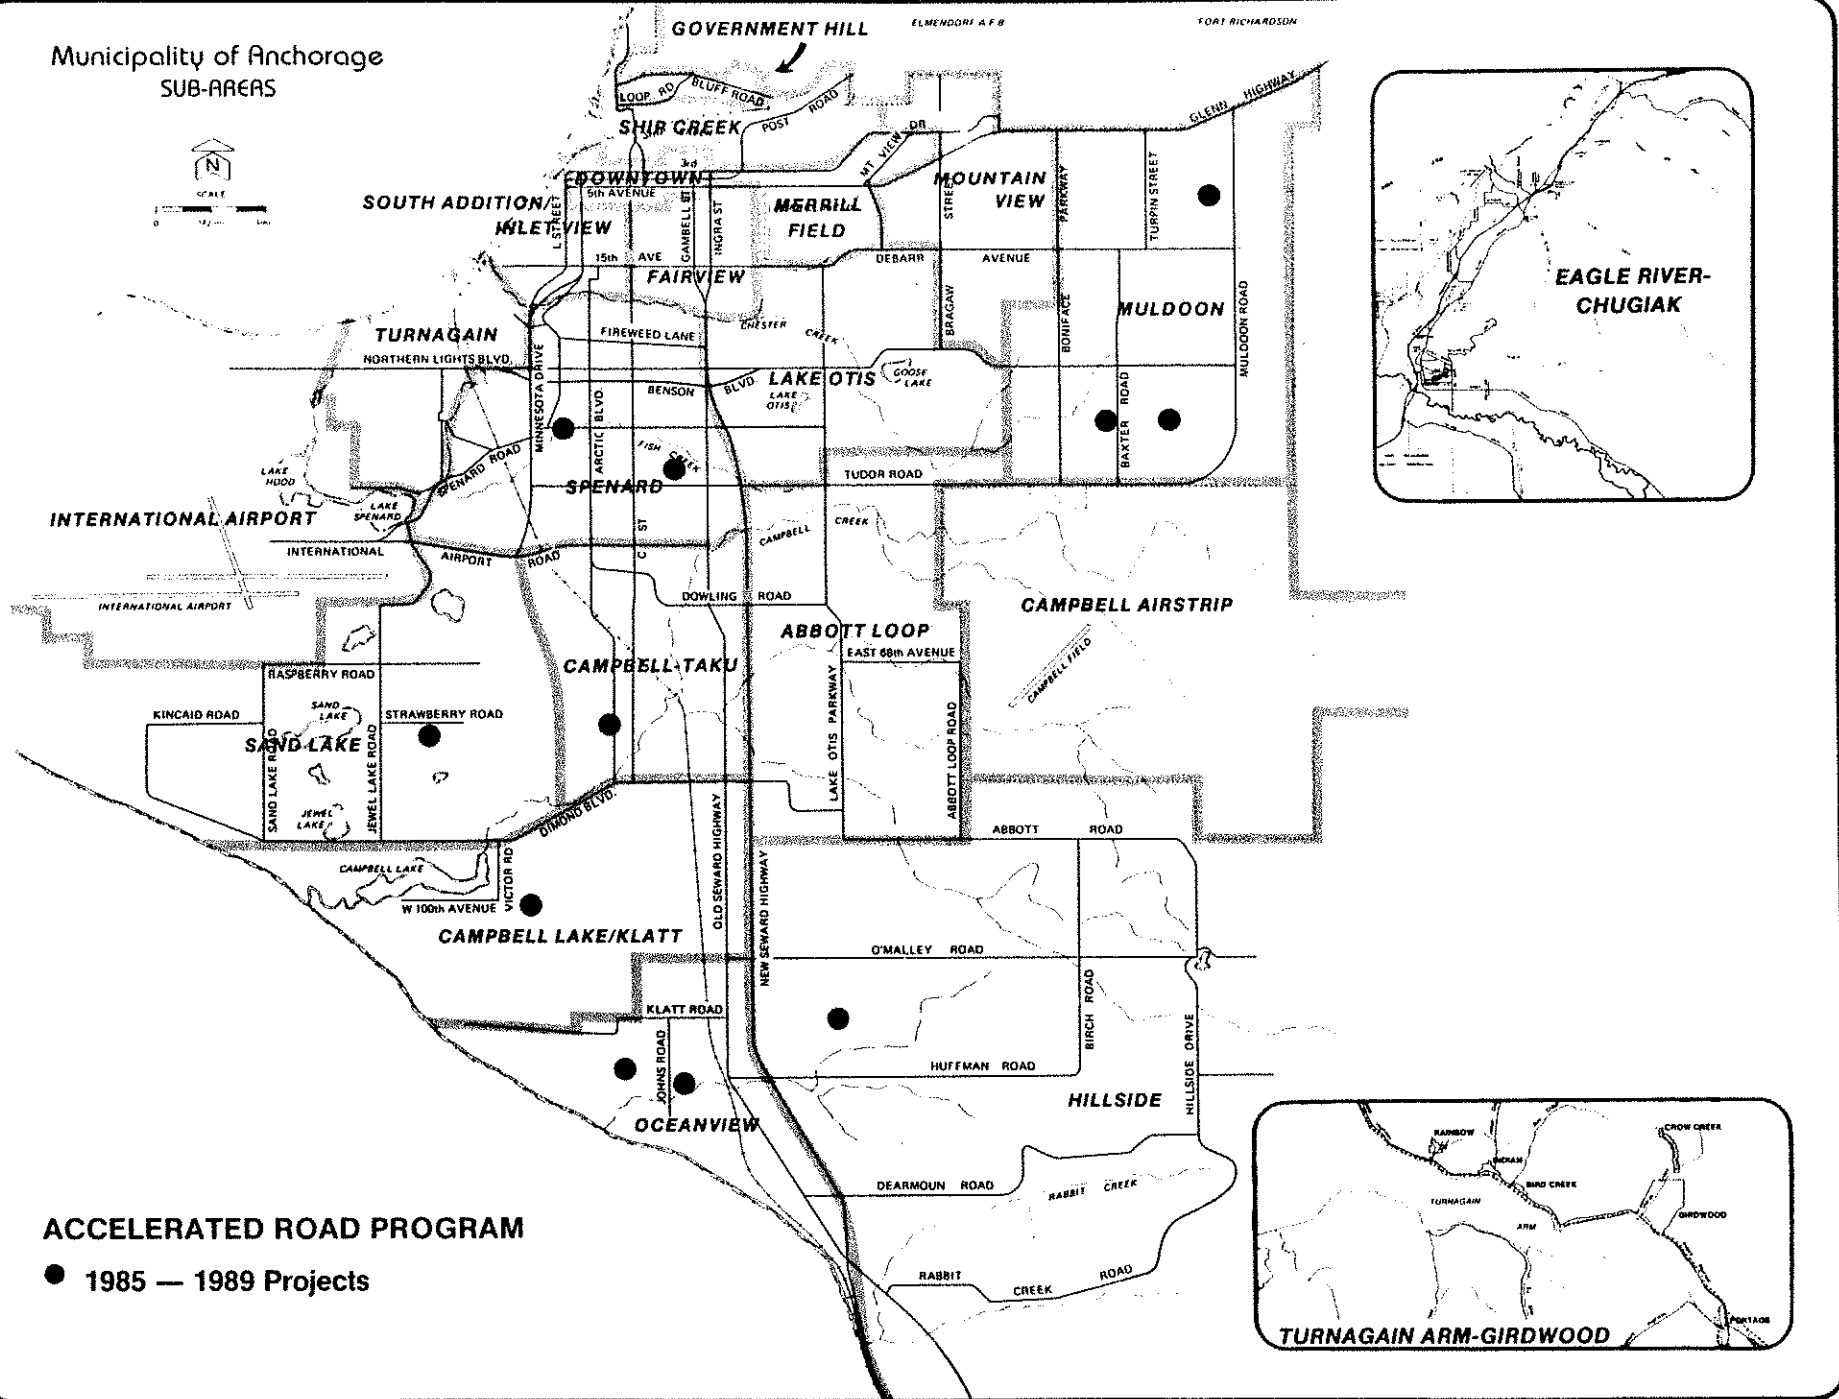 GOVERNMENT HILL
ELMENDORF A F B
FORT RICHARDSON
Municipality of Anchorage
SUB-AREAS
N
SCALE
LOOP RD
BLUFF ROAD
POST ROAD
GLENN HIGHWAY
SHIP CREEK
MT VIEW DR
3rd
DOWNTOWN
5th AVENUE
MOUNTAIN
VIEW
SOUTH ADDITION/
INLET VIEW
L STREET
GAMBELL ST
INGRA ST
MERRILL
FIELD
STREET
PARKWAY
TURPIN STREET
15th AVE
DEBARR AVENUE
FAIRVIEW
EAGLE RIVER-
CHUGIAK
TURNAGAIN
FIREWEED LANE
CHESTER CREEK
BRAGAW
BONIFACE
MULDOON
MULDOON ROAD
NORTHERN LIGHTS BLVD.
MINNESOTA DRIVE
BENSON BLVD.
LAKE OTIS
LAKE
OTIS
GOOSE
LAKE
ARCTIC BLVD.
BAXTER ROAD
FISH CREEK
LAKE
HOOD
SPENARD ROAD
SPENARD
TUDOR ROAD
LAKE
SPENARD
INTERNATIONAL AIRPORT
C ST
CAMPBELL CREEK
INTERNATIONAL AIRPORT ROAD
INTERNATIONAL AIRPORT
DOWLING ROAD
CAMPBELL AIRSTRIP
ABBOTT LOOP
EAST 68th AVENUE
CAMPBELL-TAKU
CAMPBELL FIELD
RASPBERRY ROAD
KINCAID ROAD
SAND
LAKE
STRAWBERRY ROAD
SAND LAKE
SAND LAKE ROAD
JEWEL LAKE ROAD
LAKE OTIS PARKWAY
ABBOTT LOOP ROAD
JEWEL
LAKE
DIMOND BLVD.
OLD SEWARD HIGHWAY
ABBOTT ROAD
CAMPBELL LAKE
VICTOR RD
W 100th AVENUE
NEW SEWARD HIGHWAY
CAMPBELL LAKE/KLATT
O'MALLEY ROAD
KLATT ROAD
BIRCH ROAD
HILLSIDE DRIVE
JOHNS ROAD
HUFFMAN ROAD
HILLSIDE
OCEANVIEW
DEARMOUN ROAD
RABBIT CREEK
RABBIT CREEK ROAD
ACCELERATED ROAD PROGRAM
1985 — 1989 Projects
RAINBOW
CROW CREEK
INDIAN
BIRD CREEK
TURNAGAIN
ARM
GIRDWOOD
PORTAGE
TURNAGAIN ARM-GIRDWOOD